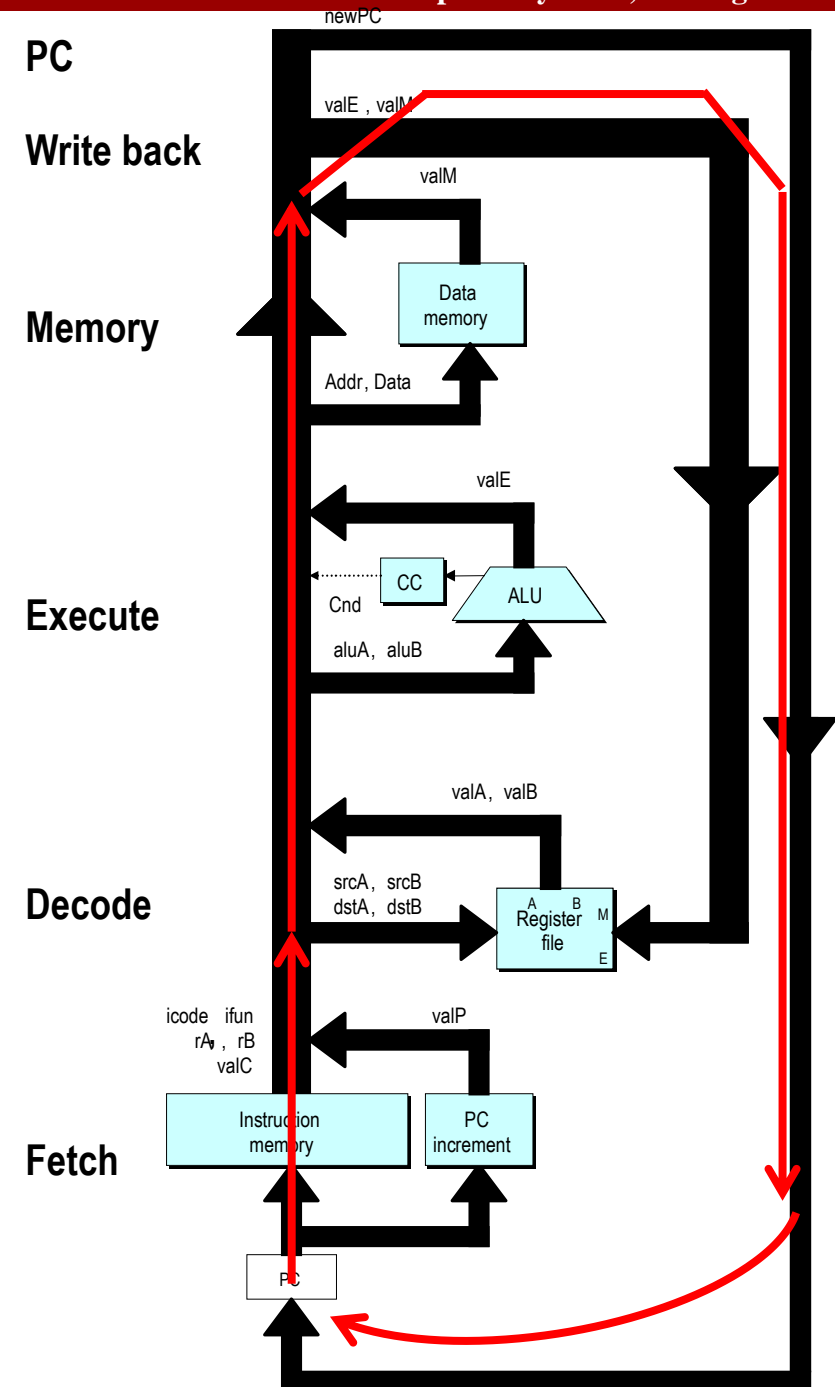 newPC
PC
valE , valM
Write back
valM
Data
memory
Memory
Addr, Data
valE
CC
ALU
Cnd
Execute
aluA, aluB
valA, valB
srcA, srcB
dstA, dstB
A B
M
Register
file
E
Decode
icode ifun
rA, , rB
valC
valP
Instruction
memory
PC
increment
Fetch
PC